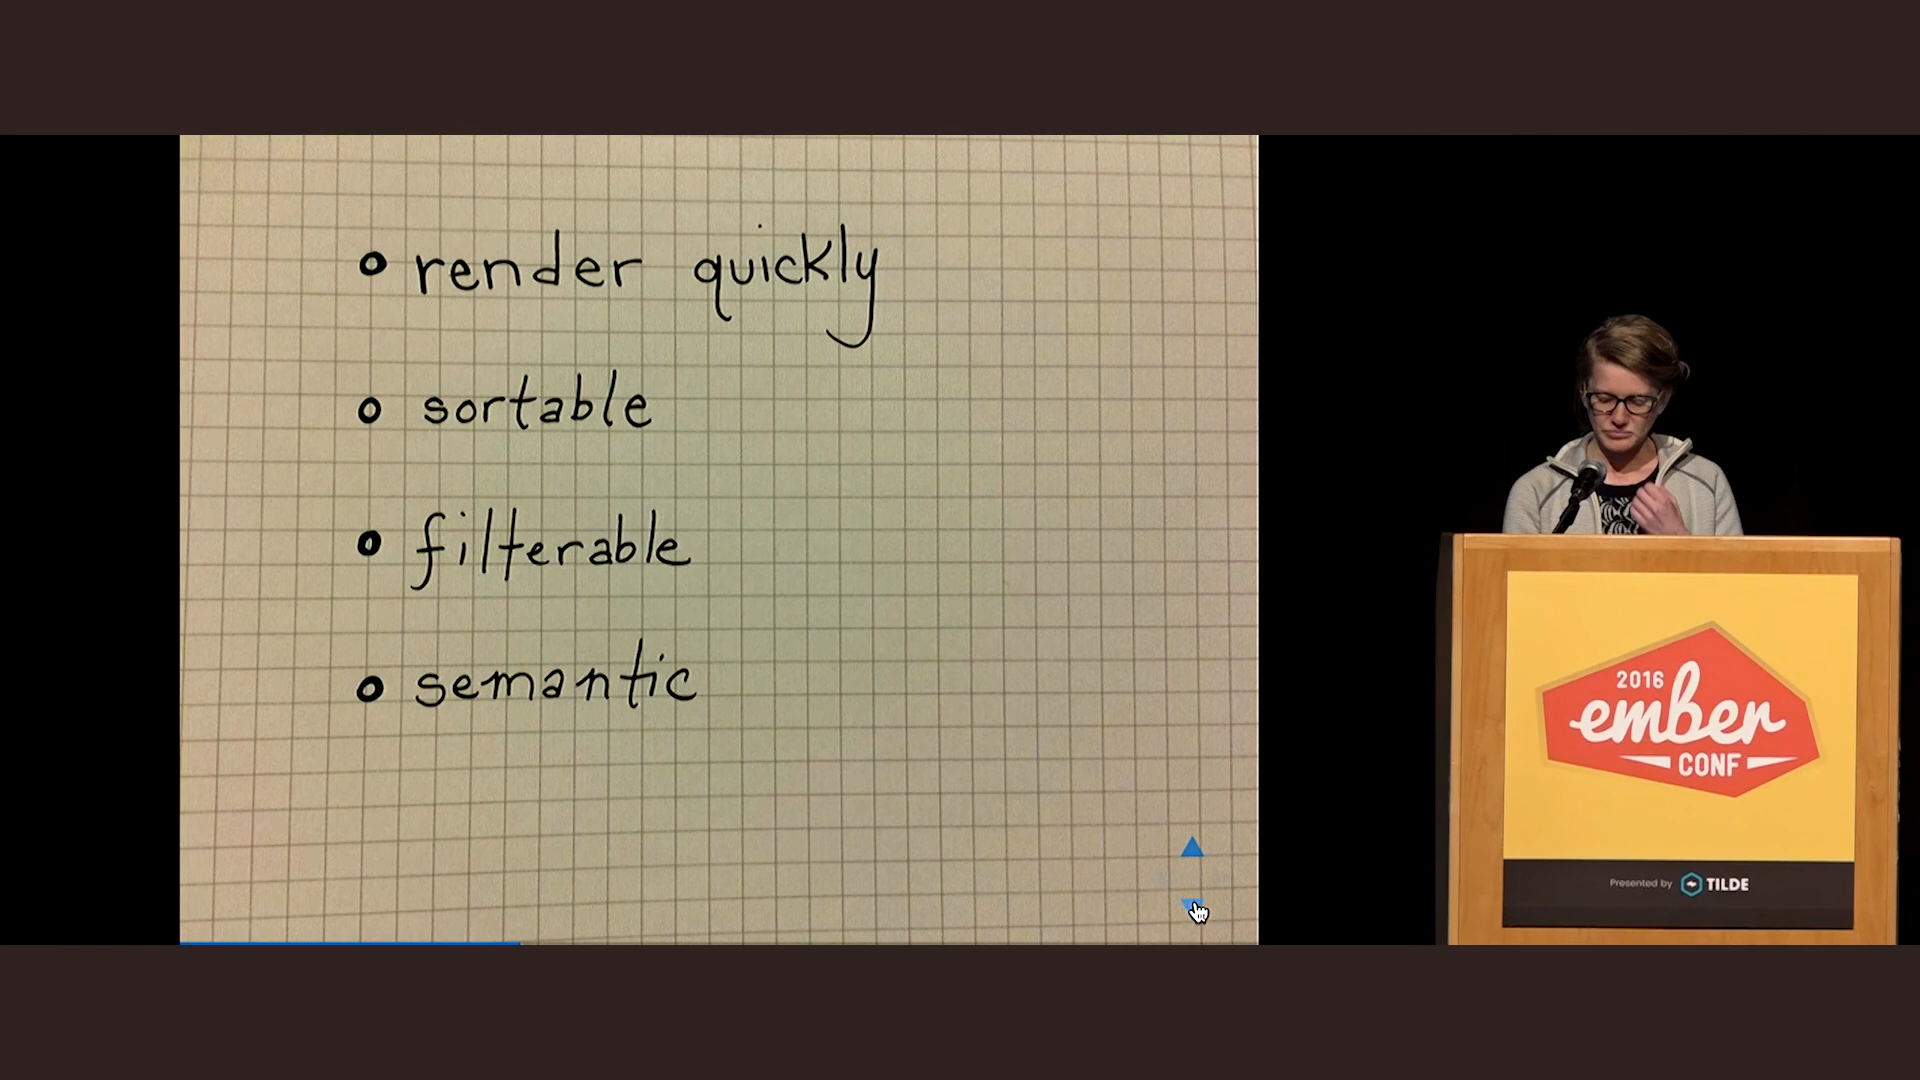 render quickly
sortable
filterable
semantic
2016
ember
CONF
Presented by TILDE